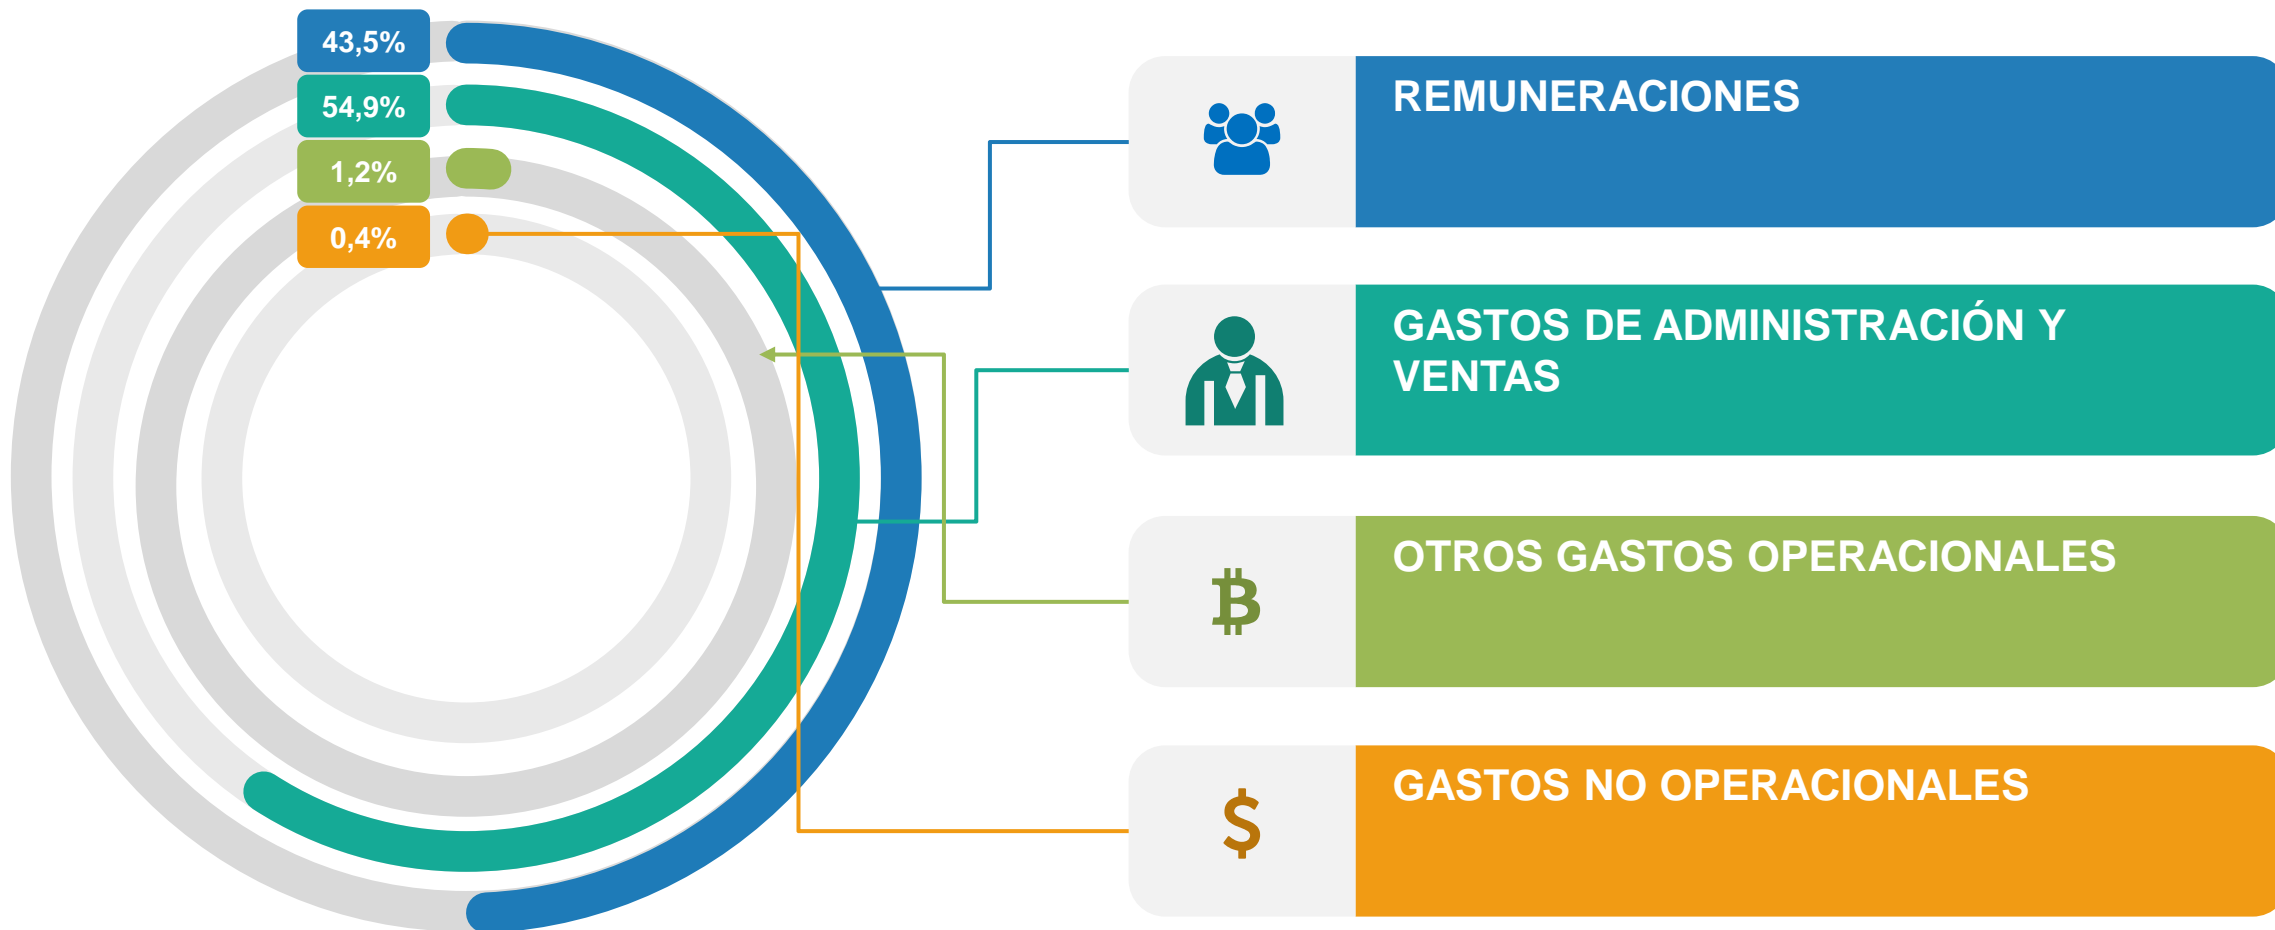 43,5%
54,9%
1,2%
0,4%
REMUNERACIONES
GASTOS DE ADMINISTRACIÓN Y
VENTAS
OTROS GASTOS OPERACIONALES
GASTOS NO OPERACIONALES